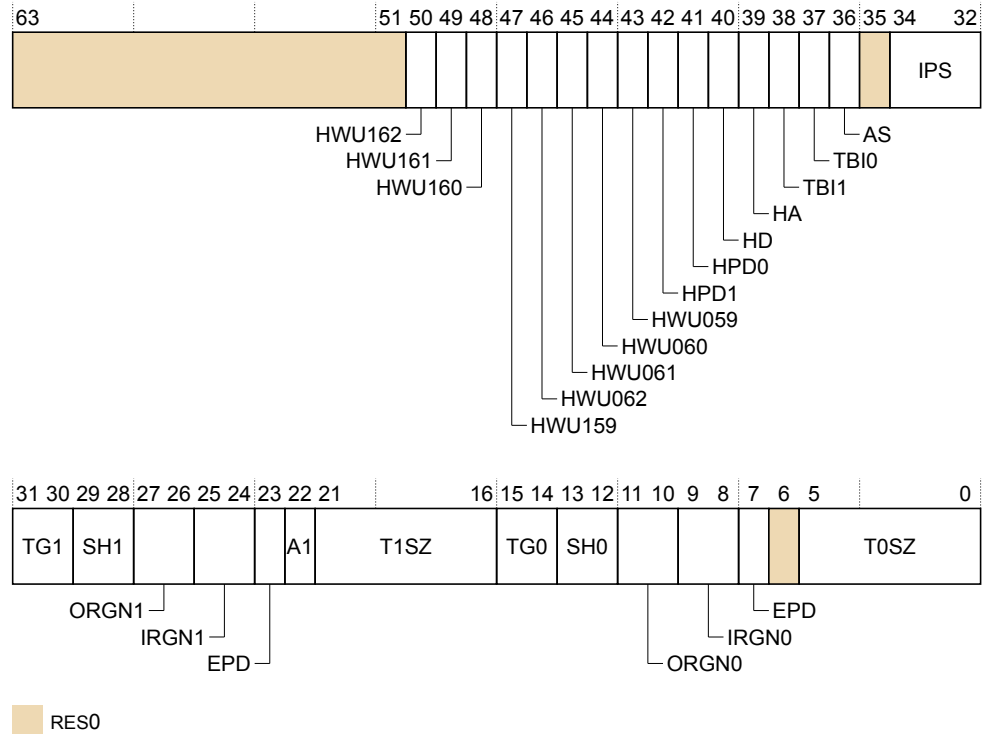 63 51 50 49 48 47 46 45 44 43 42 41 40 39 38 37 36 35 34 32
IPS
HWU162 AS
HWU161 TBI0
HWU160 TBI1
HA
HD
HPD0
HPD1
HWU059
HWU060
HWU061
HWU062
HWU159
31 30 29 28 27 26 25 24 23 22 21 16 15 14 13 12 11 10 9 8 7 6 5 0
TG1 SH1 A1 T1SZ TG0 SH0 T0SZ
ORGN1 EPD
IRGN1 IRGN0
EPD ORGN0
RES0